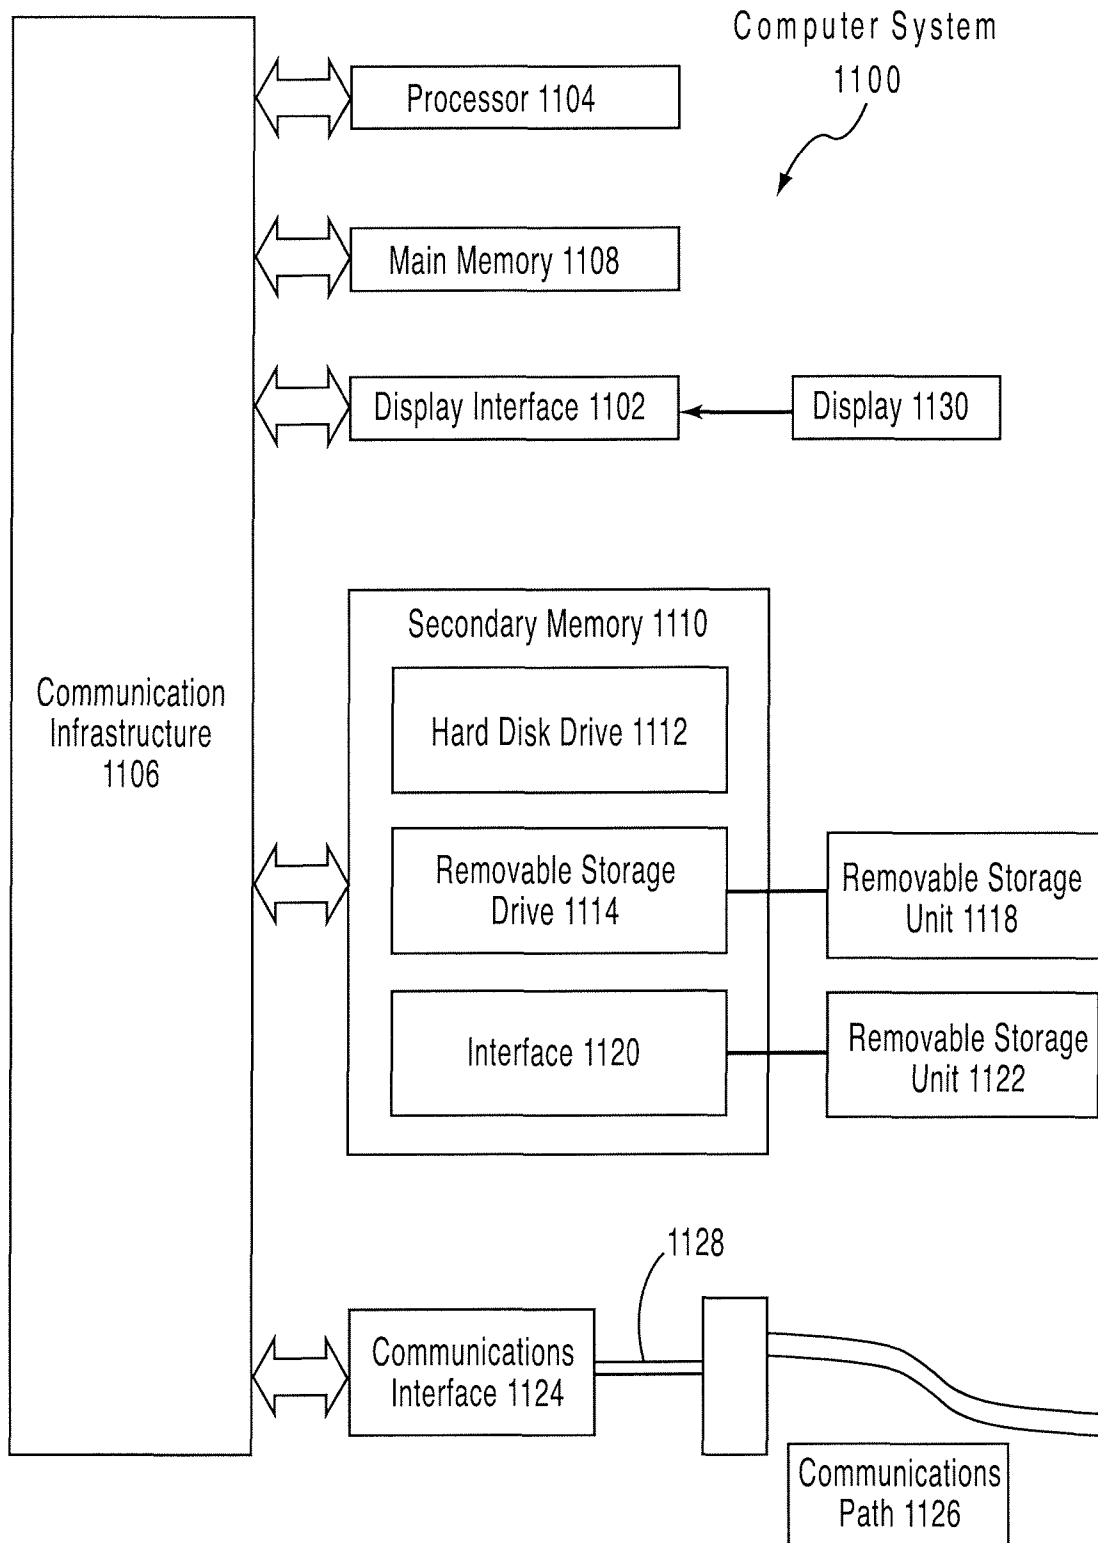 Computer System
1100
Processor 1104
Main Memory 1108
Display Interface 1102
Display 1130
Communication
Infrastructure
1106
Secondary Memory 1110
Hard Disk Drive 1112
Removable Storage
Drive 1114
Removable Storage
Unit 1118
Interface 1120
Removable Storage
Unit 1122
1128
Communications
Interface 1124
Communications
Path 1126